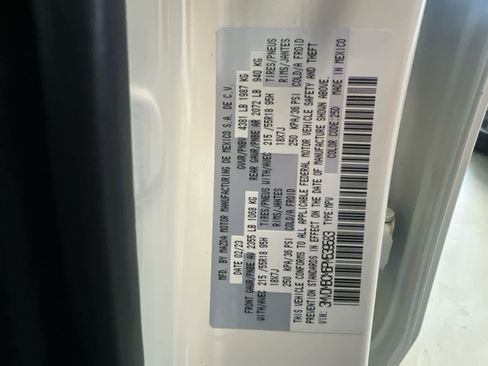 MFG. BY MAZDA MOTOR MANUFACTURING DE MEXICO S.A. DE C.V.
DATE 02/23 GVWR/PNBV 4381 LB 1987 KG
FRONT GAWR/PNBE AV 2355 LB 1068 KG REAR GAWR/PNBE AR 2072 LB 940 KG
WITH/AVEC 215/55R18 95H TIRES/PNEUS WITH/AVEC 215/55R18 95H TIRES/PNEUS
18X7J RIMS/JANTES 18X7J RIMS/JANTES
250 KPA/36 PSI COLD/A FROID 250 KPA/36 PSI COLD/A FROID
THIS VEHICLE CONFORMS TO ALL APPLICABLE FEDERAL MOTOR VEHICLE SAFETY AND THEFT
PREVENTION STANDARDS IN EFFECT ON THE DATE OF MANUFACTURE SHOWN ABOVE.
VIN: TYPE:MPV COLOR CODE:25D MADE IN MEXICO